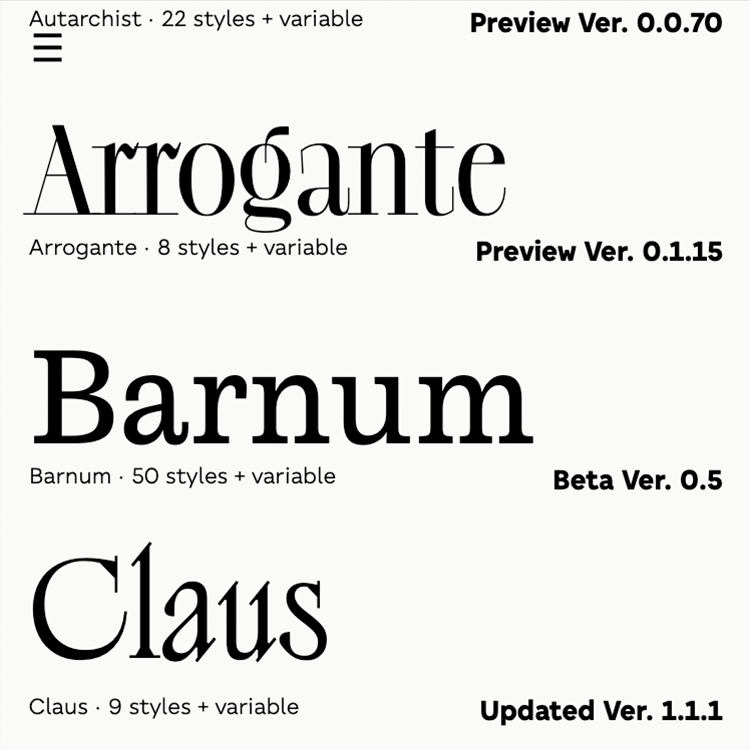 Autarchist · 22 styles + variable
Preview Ver. 0.0.70
Arrogante
Arrogante · 8 styles + variable
Preview Ver. 0.1.15
Barnum
Barnum · 50 styles + variable
Beta Ver. 0.5
Claus
Claus · 9 styles + variable
Updated Ver. 1.1.1